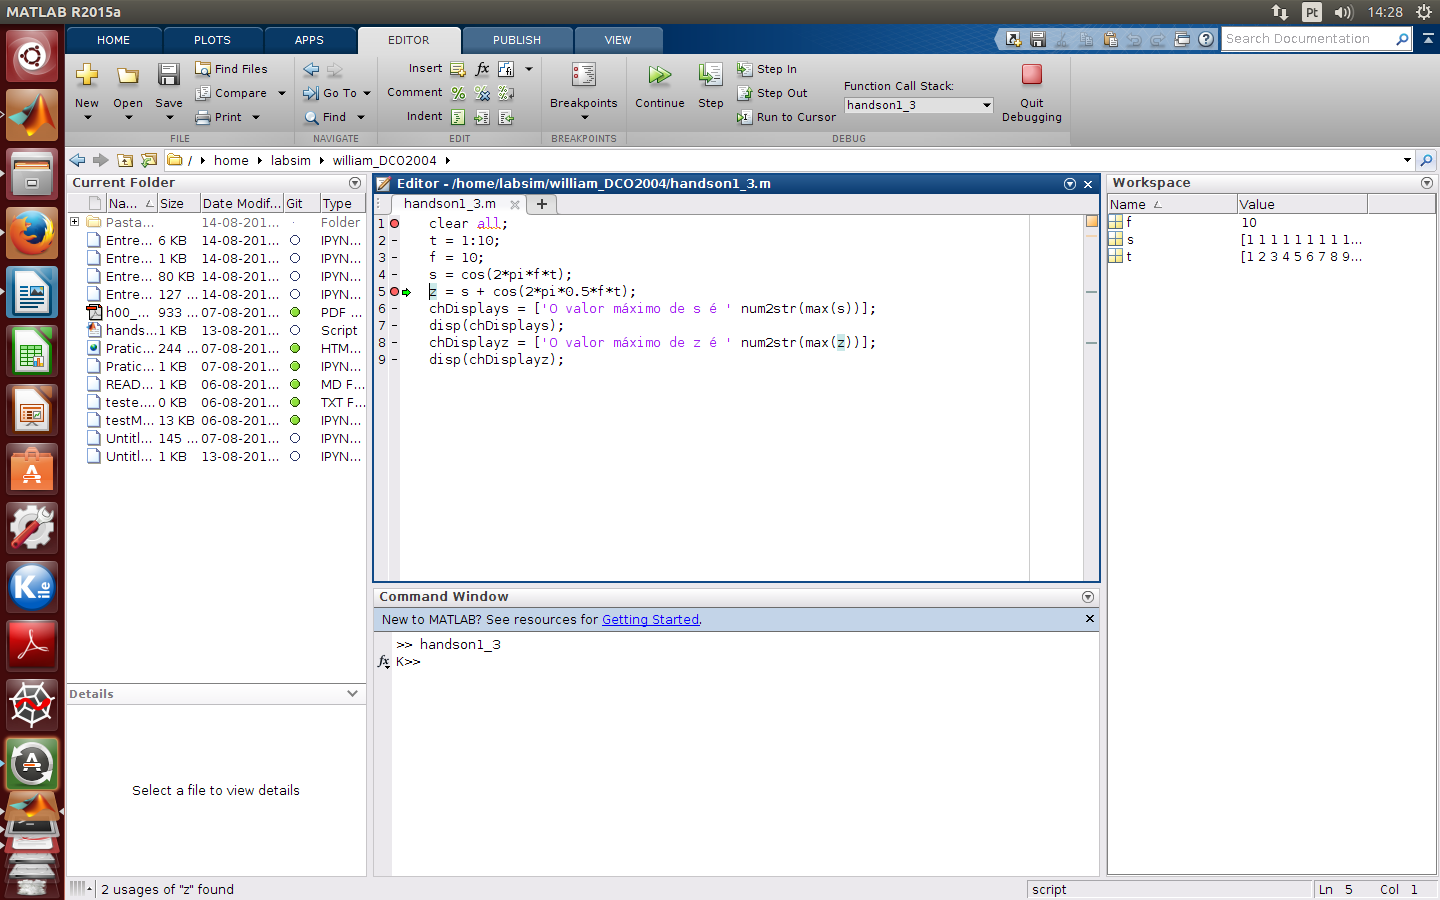 MATLAB R2015a
Pt
14:28
HOME
PLOTS
APPS
EDITOR
PUBLISH
VIEW
Search Documentation
New
Open
Save
Find Files
Compare
Print
FILE
Go To
Find
NAVIGATE
Insert
fx
Comment
Indent
EDIT
Breakpoints
BREAKPOINTS
Continue
Step
Step In
Step Out
Run to Cursor
Function Call Stack:
handson1_3
DEBUG
Quit
Debugging
/ home labsim william_DCO2004
Current Folder
Na... Size Date Modif... Git Type
Pasta... 14-08-201... Folder
Entre... 6 KB 14-08-201... IPYN...
Entre... 1 KB 14-08-201... IPYN...
Entre... 80 KB 14-08-201... IPYN...
Entre... 127 ... 14-08-201... IPYN...
h00_... 933 ... 07-08-201... PDF ...
hands... 1 KB 13-08-201... Script
Pratic... 244 ... 07-08-201... HTM...
Pratic... 1 KB 07-08-201... IPYN...
READ... 1 KB 06-08-201... MD F...
teste.... 0 KB 06-08-201... TXT F...
testM... 13 KB 06-08-201... IPYN...
Untitl... 145 ... 07-08-201... IPYN...
Untitl... 1 KB 13-08-201... IPYN...
Details
Select a file to view details
Editor - /home/labsim/william_DCO2004/handson1_3.m
handson1_3.m
1 clear all;
2 - t = 1:10;
3 - f = 10;
4 - s = cos(2*pi*f*t);
5 z = s + cos(2*pi*0.5*f*t);
6 - chDisplays = ['O valor máximo de s é ' num2str(max(s))];
7 - disp(chDisplays);
8 - chDisplayz = ['O valor máximo de z é ' num2str(max(z))];
9 - disp(chDisplayz);
Command Window
New to MATLAB? See resources for Getting Started.
>> handson1_3
fx K>>
Workspace
Name Value
f 10
s [1 1 1 1 1 1 1 1 1...
t [1 2 3 4 5 6 7 8 9...
2 usages of "z" found
script
Ln 5 Col 1